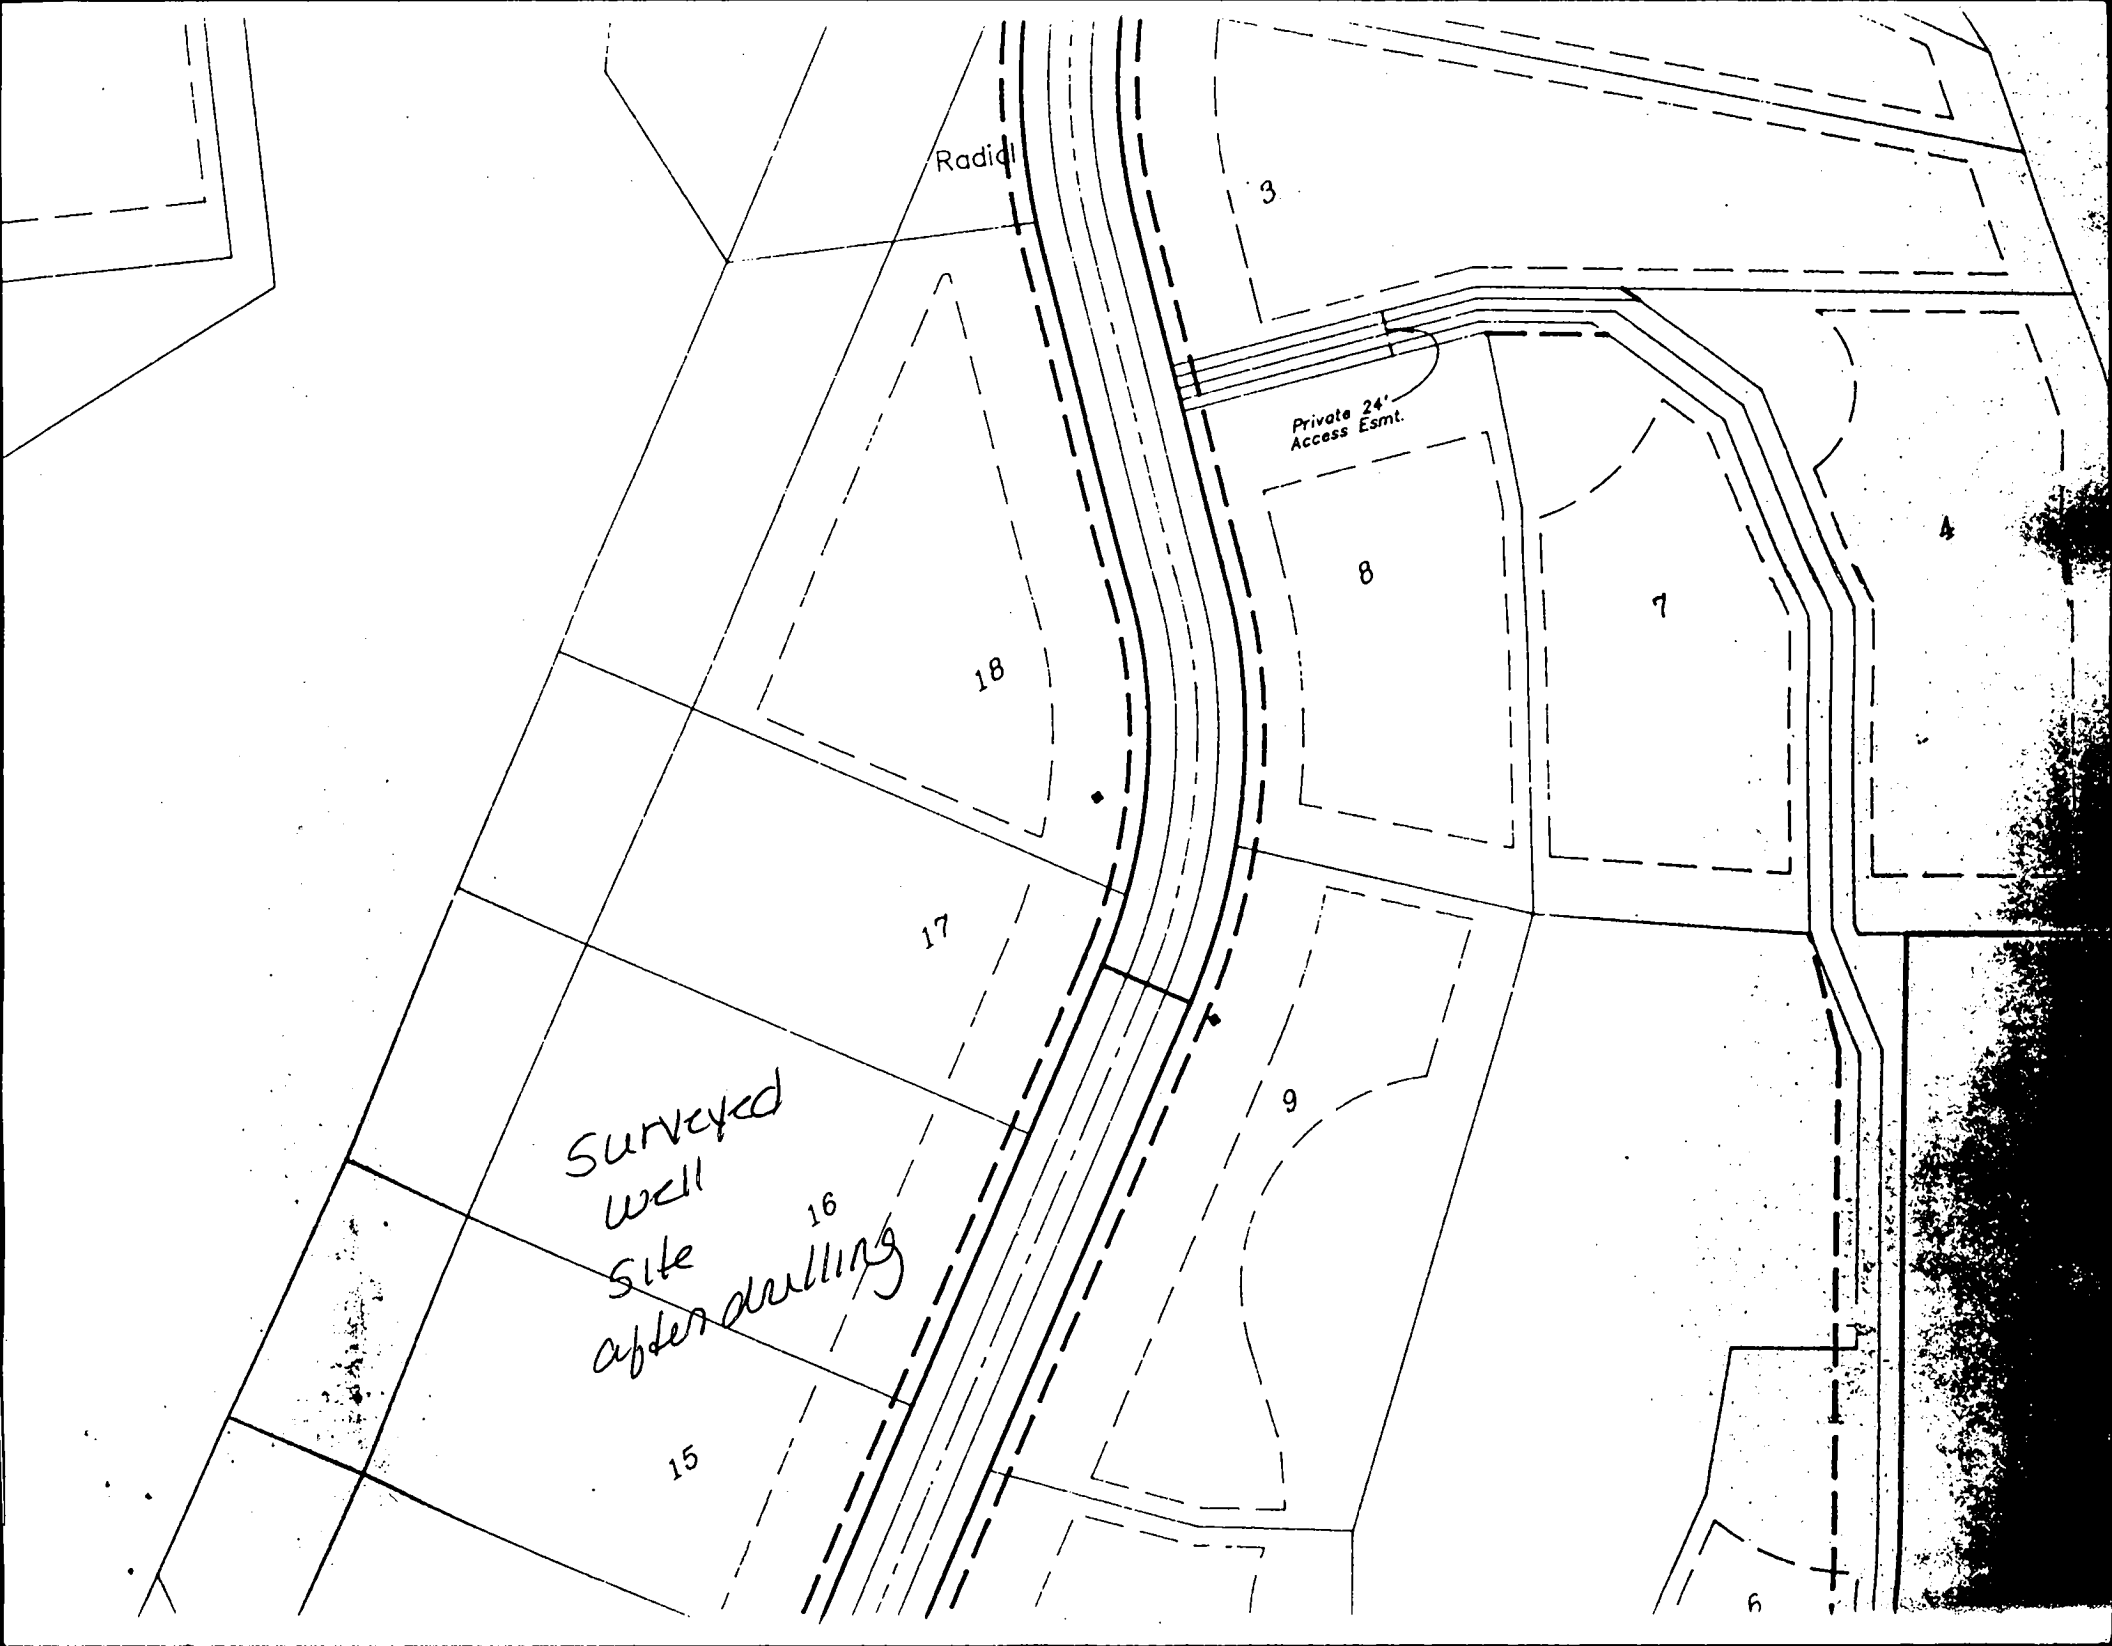 Radial
3
Private 24'
Access Esmt.
4
8
7
18
17
9
Surveyed
well
site
after drilling
16
15
6